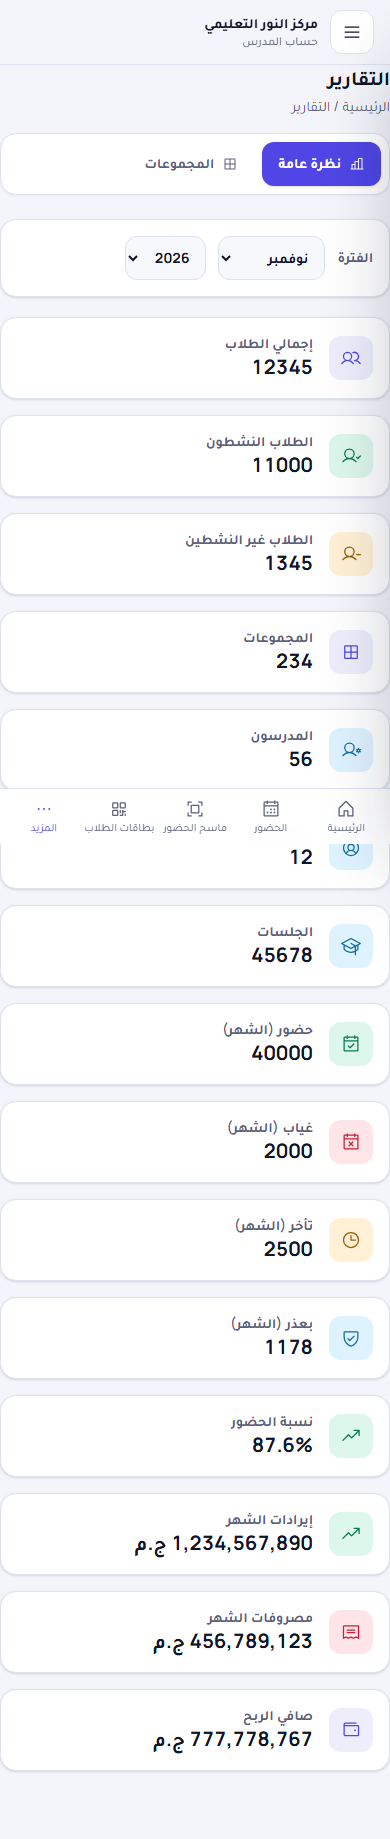 مركز النور التعليمي
حساب المدرس
التقارير
الرئيسية / التقارير
نظرة عامة
المجموعات
الفترة
نوفمبر
2026
إجمالي الطلاب
12345
الطلاب النشطون
11000
الطلاب غير النشطين
1345
المجموعات
234
المدرسون
56
الرئيسية
الحضور
ماسح الحضور
بطاقات الطلاب
المزيد
12
الجلسات
45678
حضور (الشهر)
40000
غياب (الشهر)
2000
تأخر (الشهر)
2500
بعذر (الشهر)
1178
نسبة الحضور
87.6%
إيرادات الشهر
1,234,567,890 ج.م
مصروفات الشهر
456,789,123 ج.م
صافي الربح
777,778,767 ج.م